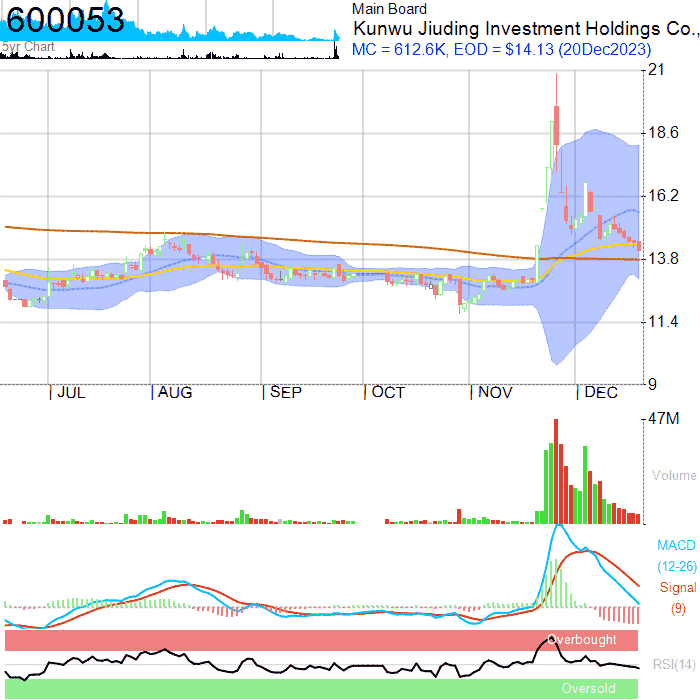 600053
5yr Chart
Main Board
Kunwu Jiuding Investment Holdings Co.,
MC = 612.6K, EOD = $14.13 (20Dec2023)
21
18.6
16.2
13.8
11.4
9
JUL AUG SEP OCT NOV DEC
47M
Volume
MACD
(12-26)
Signal
(9)
Overbought
RSI(14)
Oversold